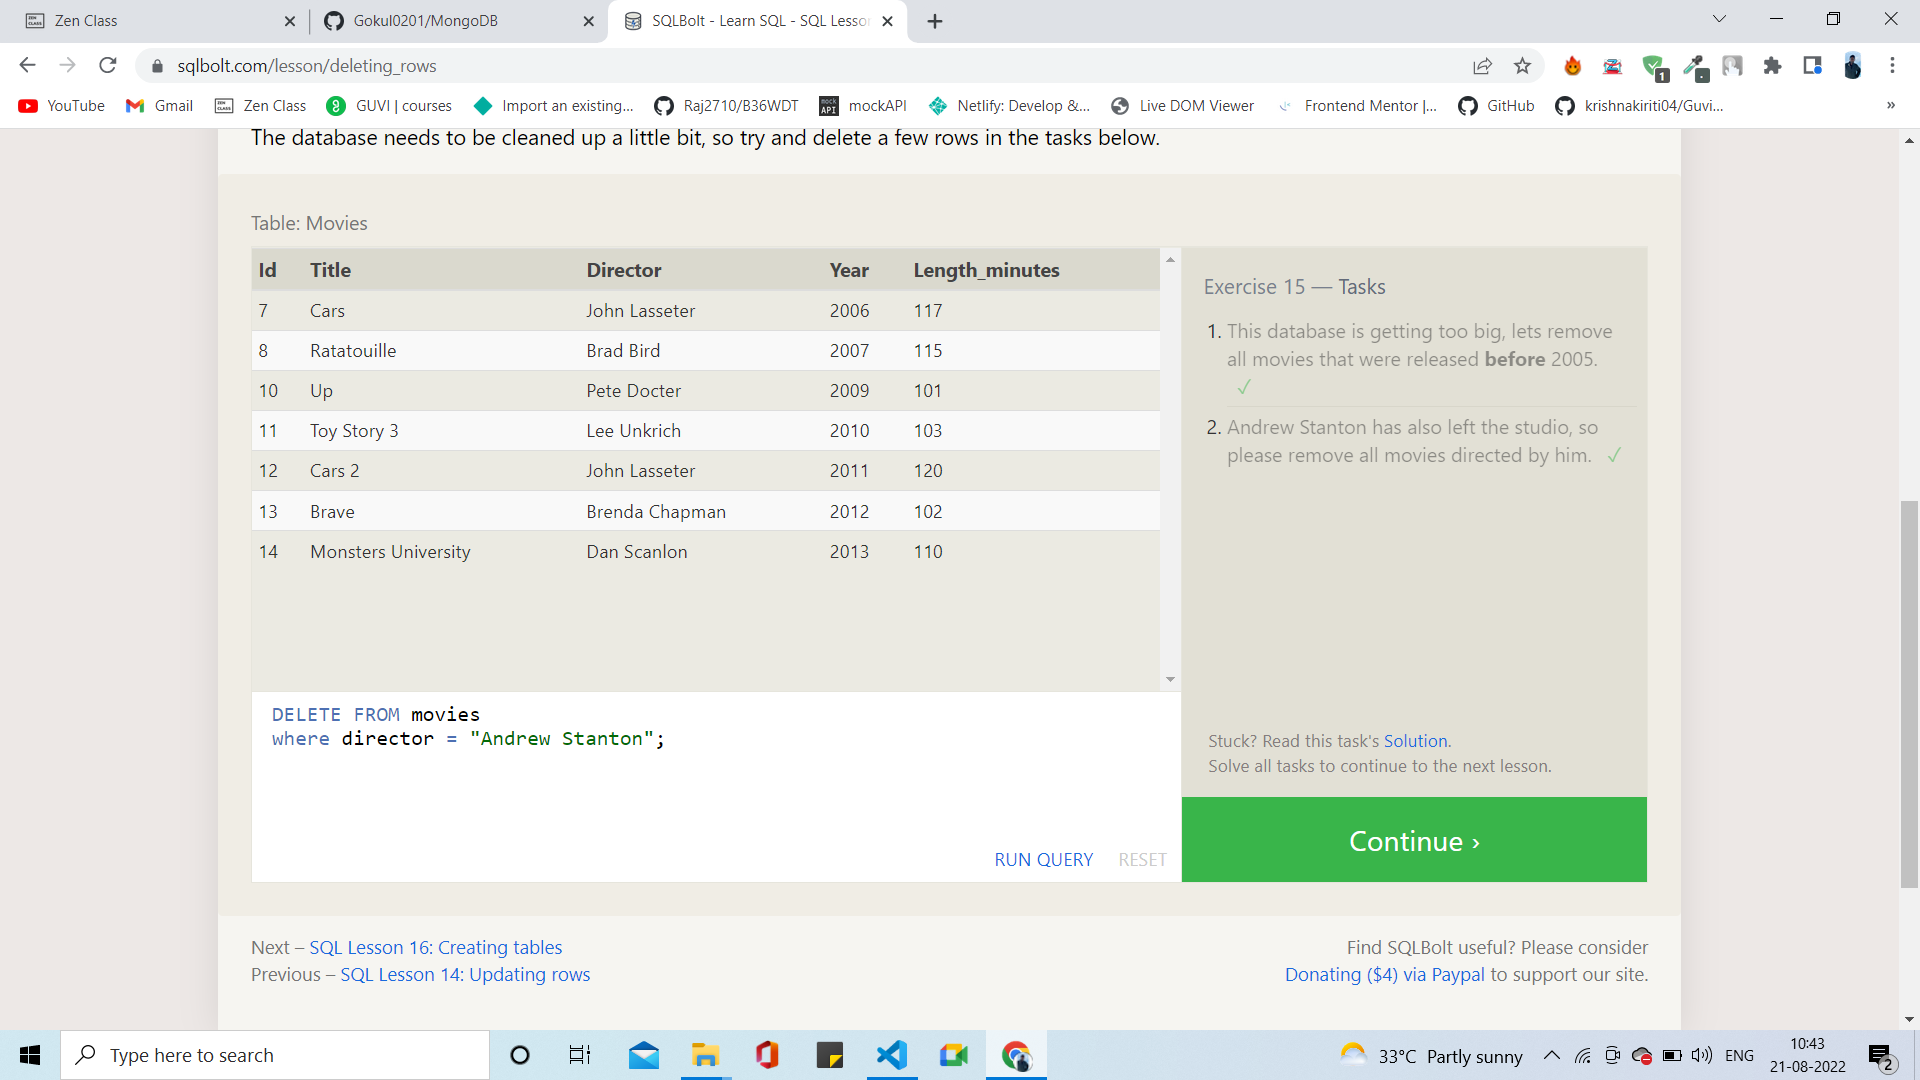 Zen Class
Gokul0201/MongoDB
SQLBolt - Learn SQL - SQL Lesson
sqlbolt.com/lesson/deleting_rows
1
YouTube
Gmail
Zen Class
GUVI | courses
Import an existing...
Raj2710/B36WDT
mockAPI
Netlify: Develop &...
Live DOM Viewer
Frontend Mentor |...
GitHub
krishnakiriti04/Guvi...
»
The database needs to be cleaned up a little bit, so try and delete a few rows in the tasks below.
Table: Movies
Id Title Director Year Length_minutes
7 Cars John Lasseter 2006 117
8 Ratatouille Brad Bird 2007 115
10 Up Pete Docter 2009 101
11 Toy Story 3 Lee Unkrich 2010 103
12 Cars 2 John Lasseter 2011 120
13 Brave Brenda Chapman 2012 102
14 Monsters University Dan Scanlon 2013 110
DELETE FROM movies
where director = "Andrew Stanton";
RUN QUERY RESET
Exercise 15 — Tasks
1. This database is getting too big, lets remove
all movies that were released before 2005.
✓
2. Andrew Stanton has also left the studio, so
please remove all movies directed by him. ✓
Stuck? Read this task's Solution.
Solve all tasks to continue to the next lesson.
Continue ›
Next – SQL Lesson 16: Creating tables
Previous – SQL Lesson 14: Updating rows
Find SQLBolt useful? Please consider
Donating ($4) via Paypal to support our site.
Type here to search
33°C Partly sunny
ENG
10:43
21-08-2022
2